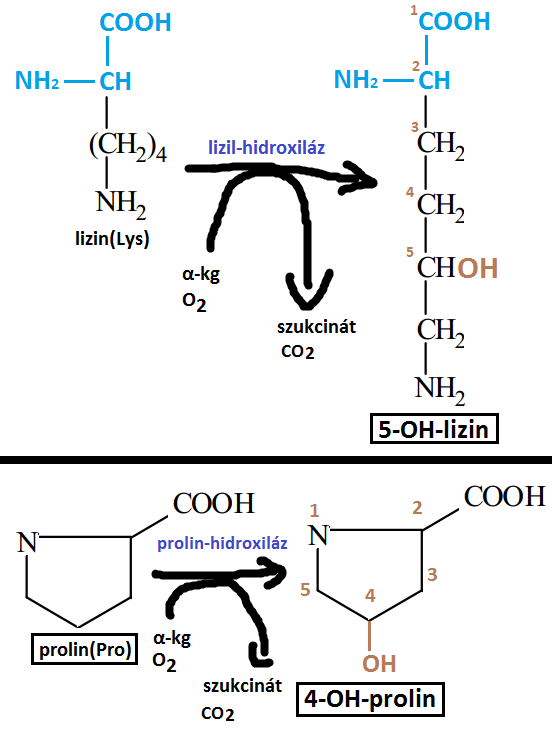 COOH
NH₂ CH
(CH₂)₄
NH₂
lizin(Lys)
lizil-hidroxiláz
α-kg
O₂
szukcinát
CO₂
1
COOH
2
NH₂ CH
3
CH₂
4
CH₂
5
CHOH
CH₂
NH₂
5-OH-lizin
COOH
N
prolin(Pro)
prolin-hidroxiláz
α-kg
O₂
szukcinát
CO₂
COOH
1 2
N
5 4 3
OH
4-OH-prolin